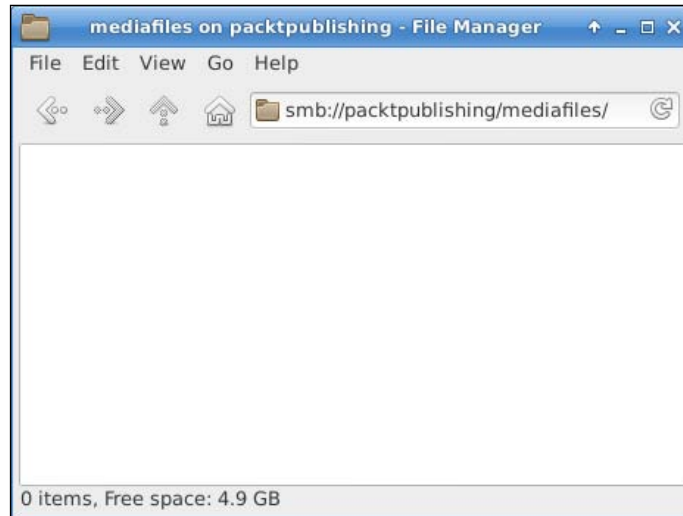 mediafiles on packtpublishing - File Manager
File Edit View Go Help
smb://packtpublishing/mediafiles/
0 items, Free space: 4.9 GB